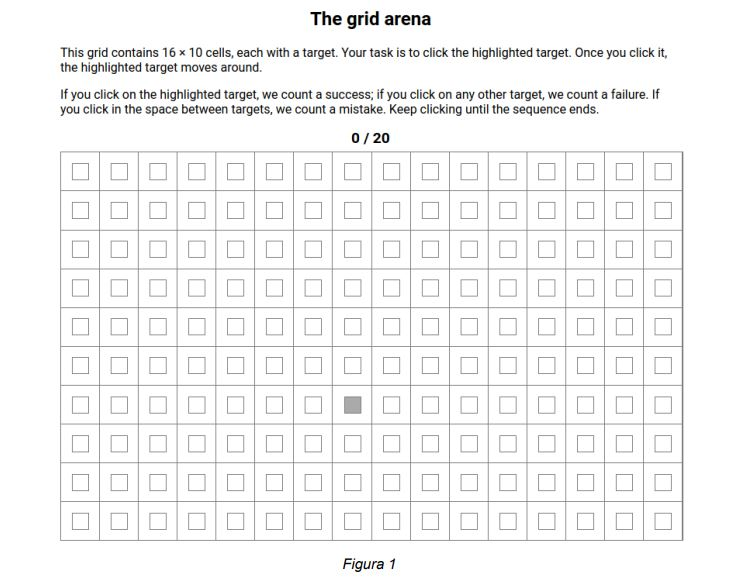 The grid arena
This grid contains 16 × 10 cells, each with a target. Your task is to click the highlighted target. Once you click it,
the highlighted target moves around.
If you click on the highlighted target, we count a success; if you click on any other target, we count a failure. If
you click in the space between targets, we count a mistake. Keep clicking until the sequence ends.
0 / 20
Figura 1